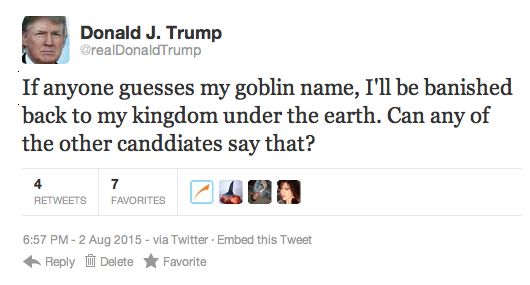 Donald J. Trump
@realDonaldTrump
If anyone guesses my goblin name, I'll be banished
back to my kingdom under the earth. Can any of
the other canddiates say that?
4
RETWEETS
7
FAVORITES
6:57 PM - 2 Aug 2015 - via Twitter · Embed this Tweet
Reply Delete Favorite